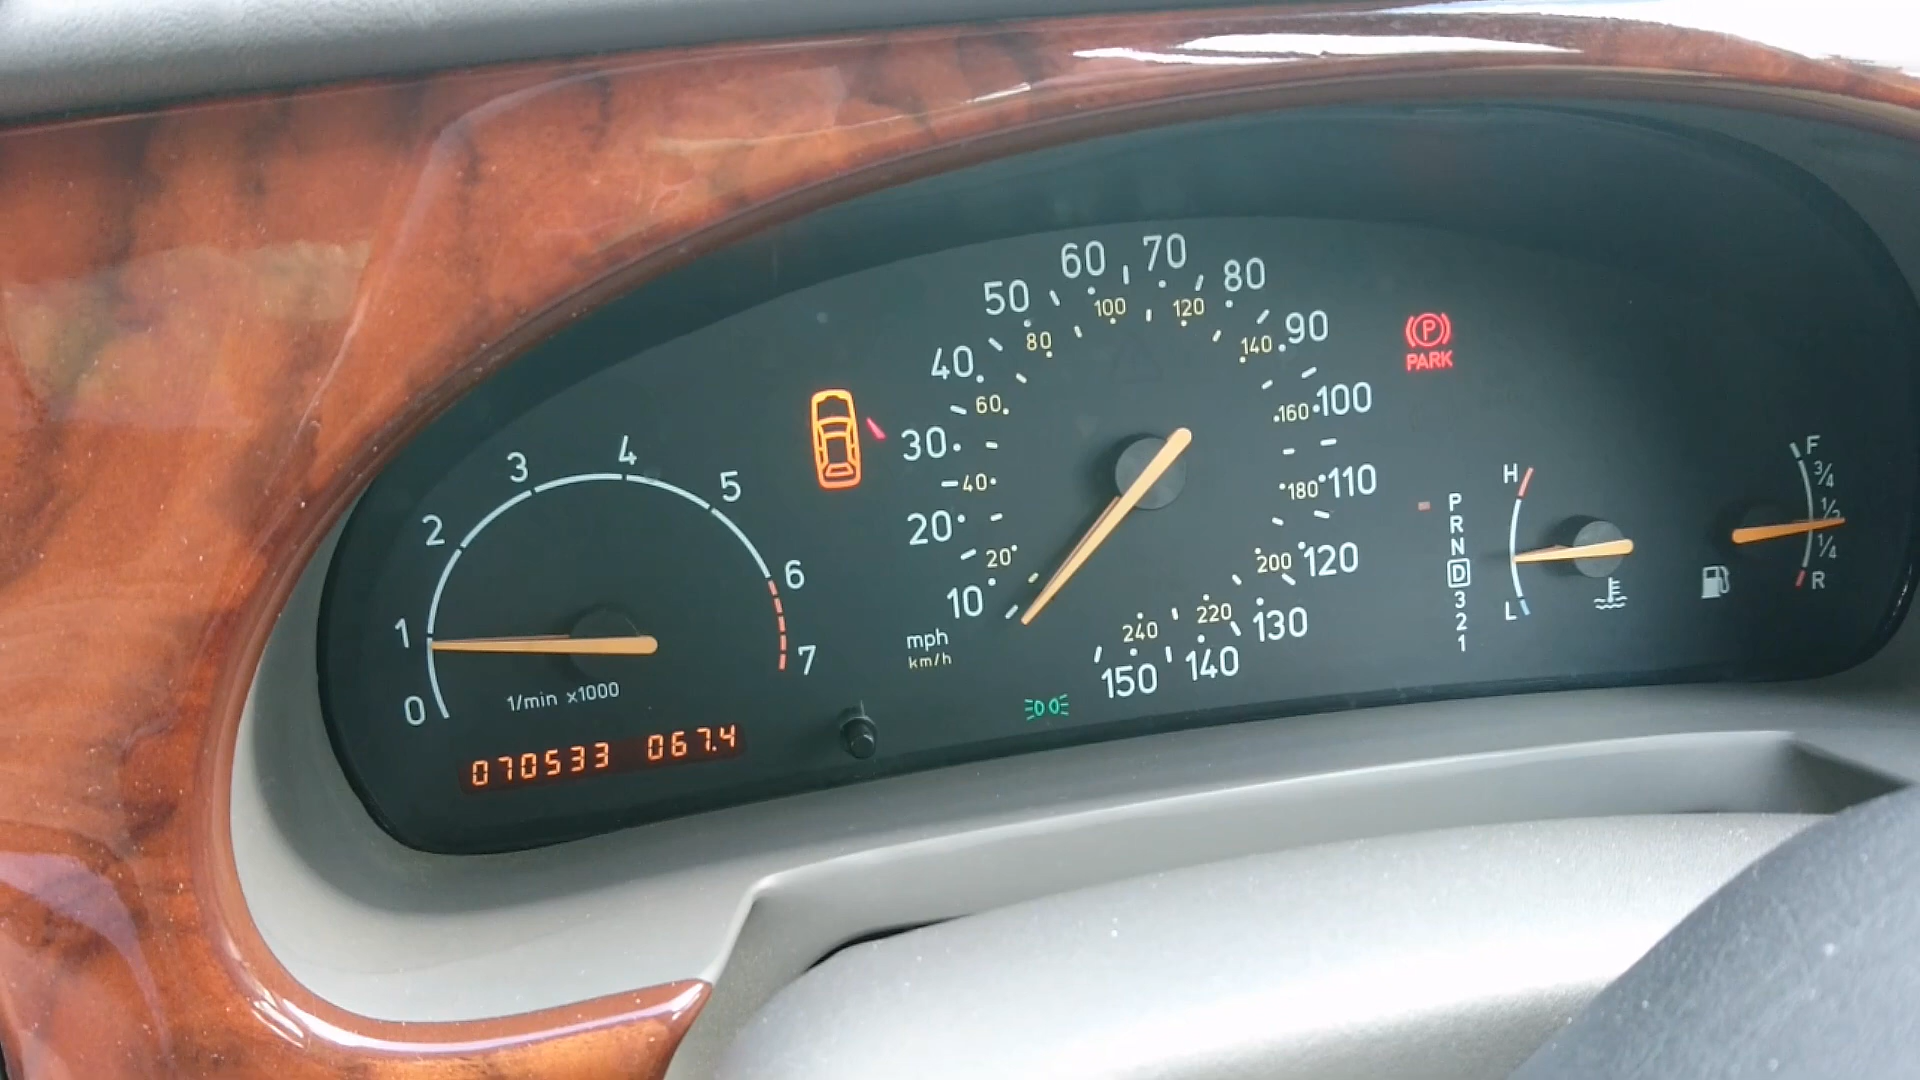 0 1 2 3 4 5 6 7
1/min x1000
070533 067.4
10 20 30 40 50 60 70 80 90 100 110 120 130 140 150
20 40 60 80 100 120 140 160 180 200 220 240
mph
km/h
P
PARK
P
R
N
D
3
2
1
H
L
F
3/4
1/2
1/4
R